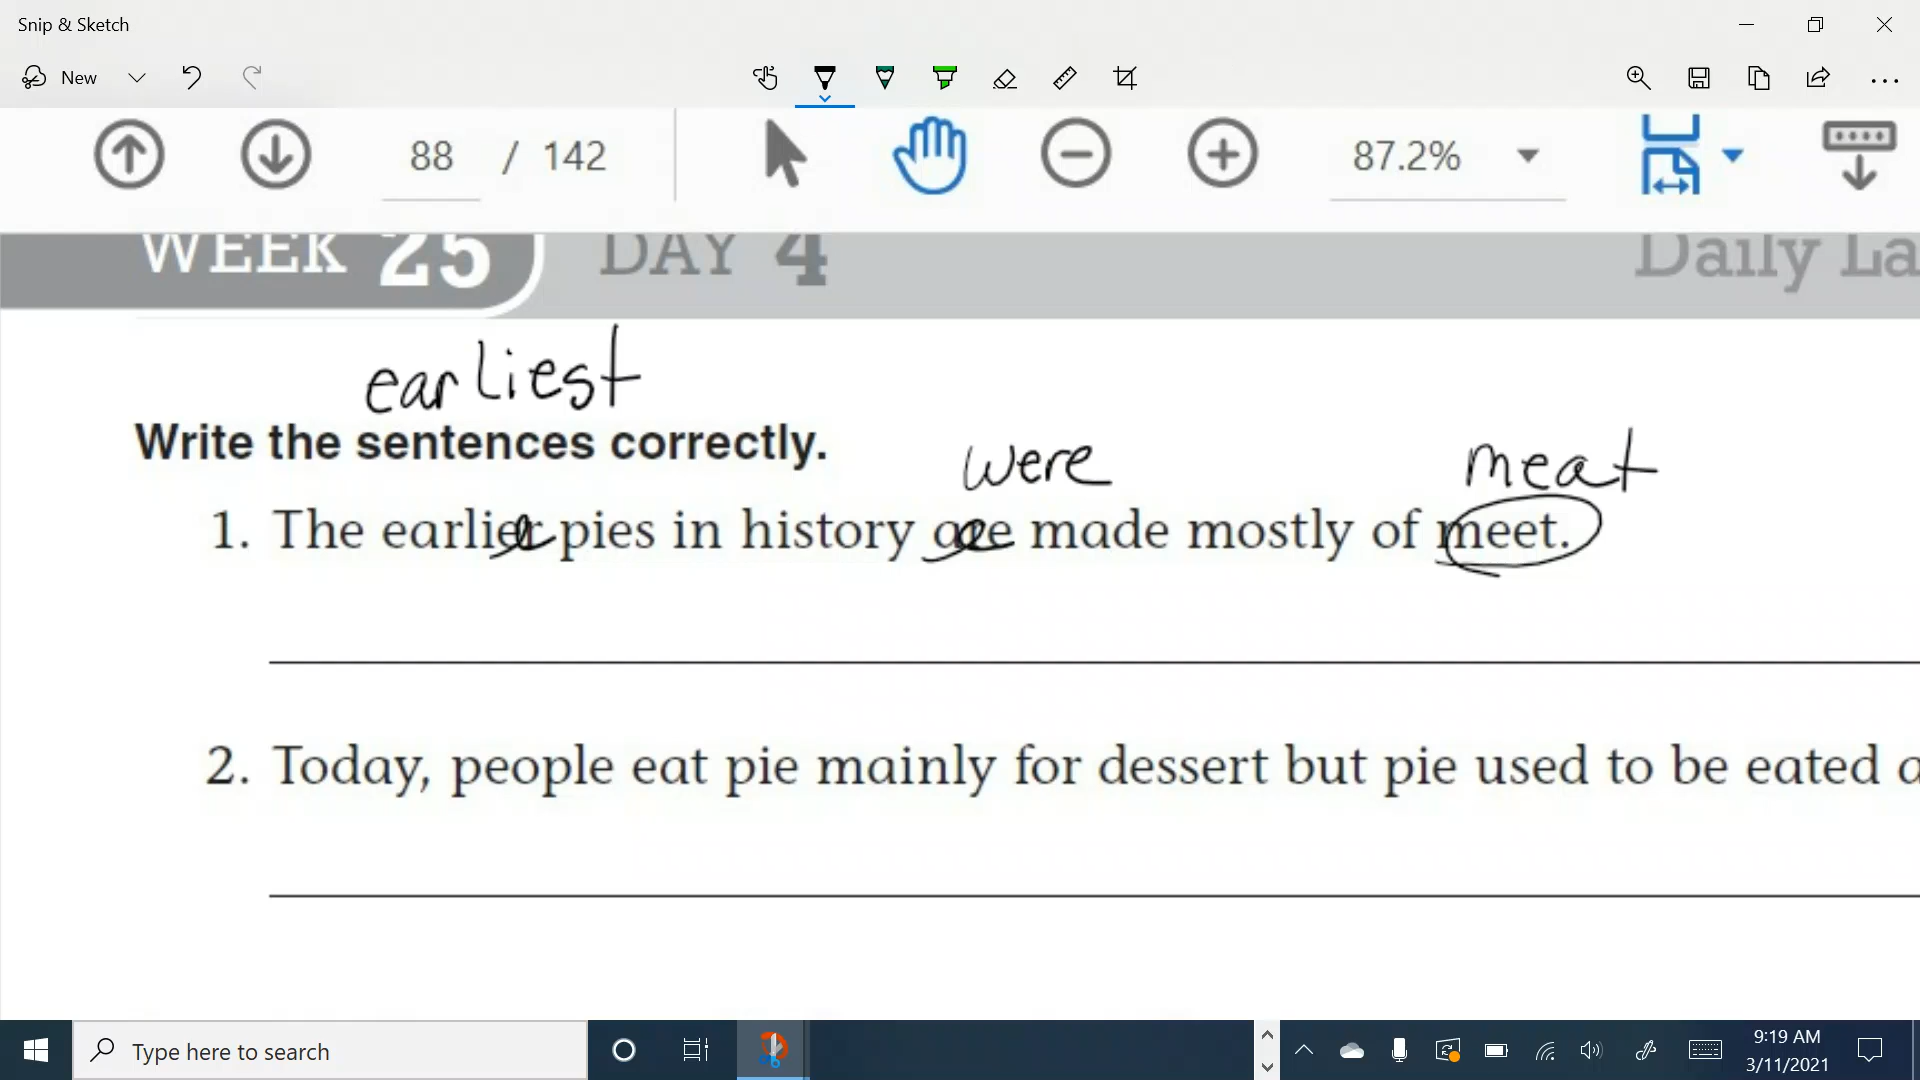 Snip & Sketch
New
88 / 142
87.2%
WEEK 25 DAY 4 Daily La
earliest
Write the sentences correctly.
were meat
1. The earlier pies in history are made mostly of meet.
2. Today, people eat pie mainly for dessert but pie used to be eated a
Type here to search
9:19 AM
3/11/2021